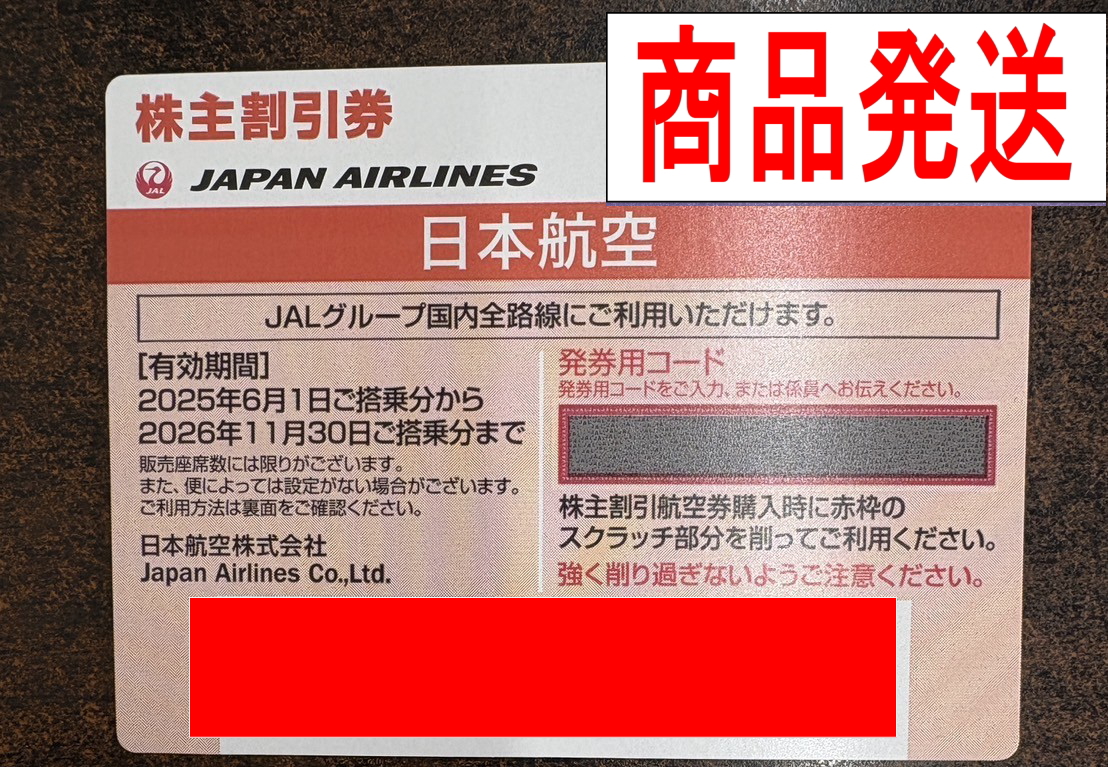 商品発送
株主割引券
JAL
JAPAN AIRLINES
日本航空
JALグループ国内全路線にご利用いただけます。
[有効期間]
2025年6月1日ご搭乗分から
2026年11月30日ご搭乗分まで
販売座席数には限りがございます。
また、便によっては設定がない場合がございます。
ご利用方法は裏面をご確認ください。
日本航空株式会社
Japan Airlines Co.,Ltd.
発券用コード
発券用コードをご入力、または係員へお伝えください。
株主割引航空券購入時に赤枠の
スクラッチ部分を削ってご利用ください。
強く削り過ぎないようご注意ください。